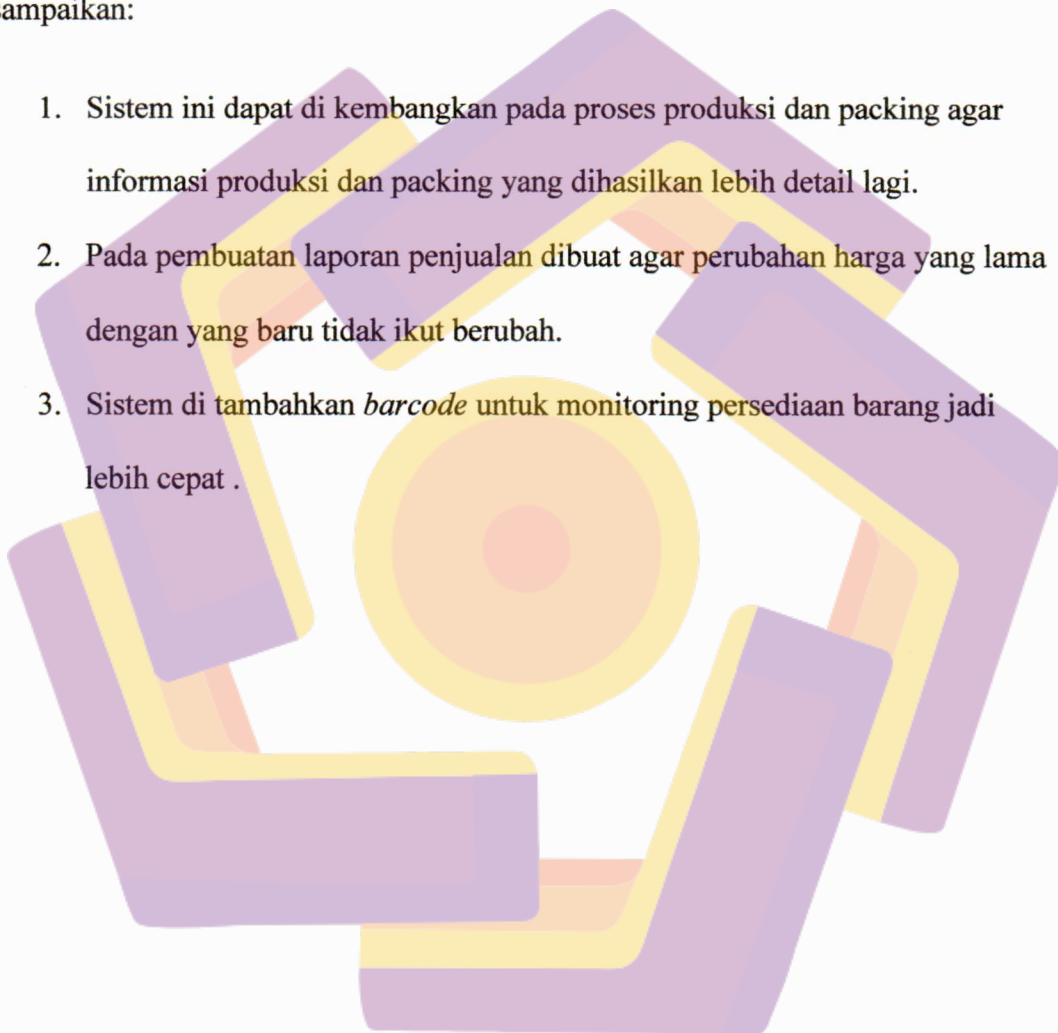 sampaikan:
1. Sistem ini dapat di kembangkan pada proses produksi dan packing agar
informasi produksi dan packing yang dihasilkan lebih detail lagi.
2. Pada pembuatan laporan penjualan dibuat agar perubahan harga yang lama
dengan yang baru tidak ikut berubah.
3. Sistem di tambahkan barcode untuk monitoring persediaan barang jadi
lebih cepat .